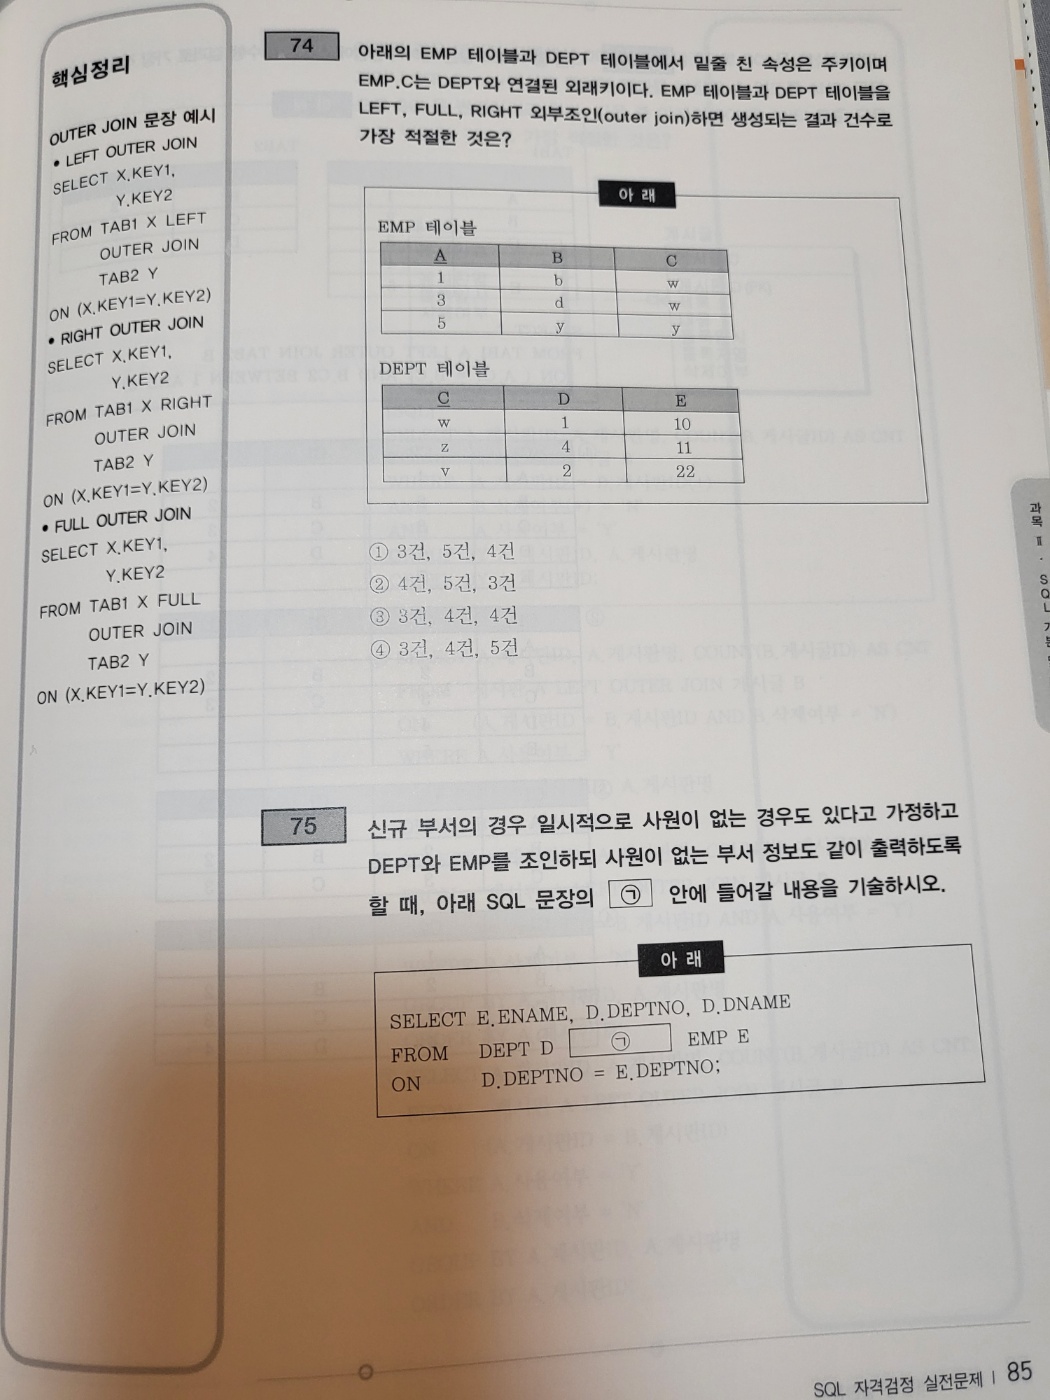 핵심정리
OUTER JOIN 문장 예시
• LEFT OUTER JOIN
SELECT X.KEY1,
Y.KEY2
FROM TAB1 X LEFT
OUTER JOIN
TAB2 Y
ON (X.KEY1=Y.KEY2)
• RIGHT OUTER JOIN
SELECT X.KEY1,
Y.KEY2
FROM TAB1 X RIGHT
OUTER JOIN
TAB2 Y
ON (X.KEY1=Y.KEY2)
• FULL OUTER JOIN
SELECT X.KEY1,
Y.KEY2
FROM TAB1 X FULL
OUTER JOIN
TAB2 Y
ON (X.KEY1=Y.KEY2)
74
아래의 EMP 테이블과 DEPT 테이블에서 밑줄 친 속성은 주키이며
EMP.C는 DEPT와 연결된 외래키이다. EMP 테이블과 DEPT 테이블을
LEFT, FULL, RIGHT 외부조인(outer join)하면 생성되는 결과 건수로
가장 적절한 것은?
아 래
EMP 테이블
A B C
1 b w
3 d w
5 y y
DEPT 테이블
C D E
w 1 10
z 4 11
v 2 22
① 3건, 5건, 4건
② 4건, 5건, 3건
③ 3건, 4건, 4건
④ 3건, 4건, 5건
75
신규 부서의 경우 일시적으로 사원이 없는 경우도 있다고 가정하고
DEPT와 EMP를 조인하되 사원이 없는 부서 정보도 같이 출력하도록
할 때, 아래 SQL 문장의 ㉠ 안에 들어갈 내용을 기술하시오.
아 래
SELECT E.ENAME, D.DEPTNO, D.DNAME
FROM DEPT D ㉠ EMP E
ON D.DEPTNO = E.DEPTNO;
과목 Ⅱ · SQL
SQL 자격검정 실전문제 | 85